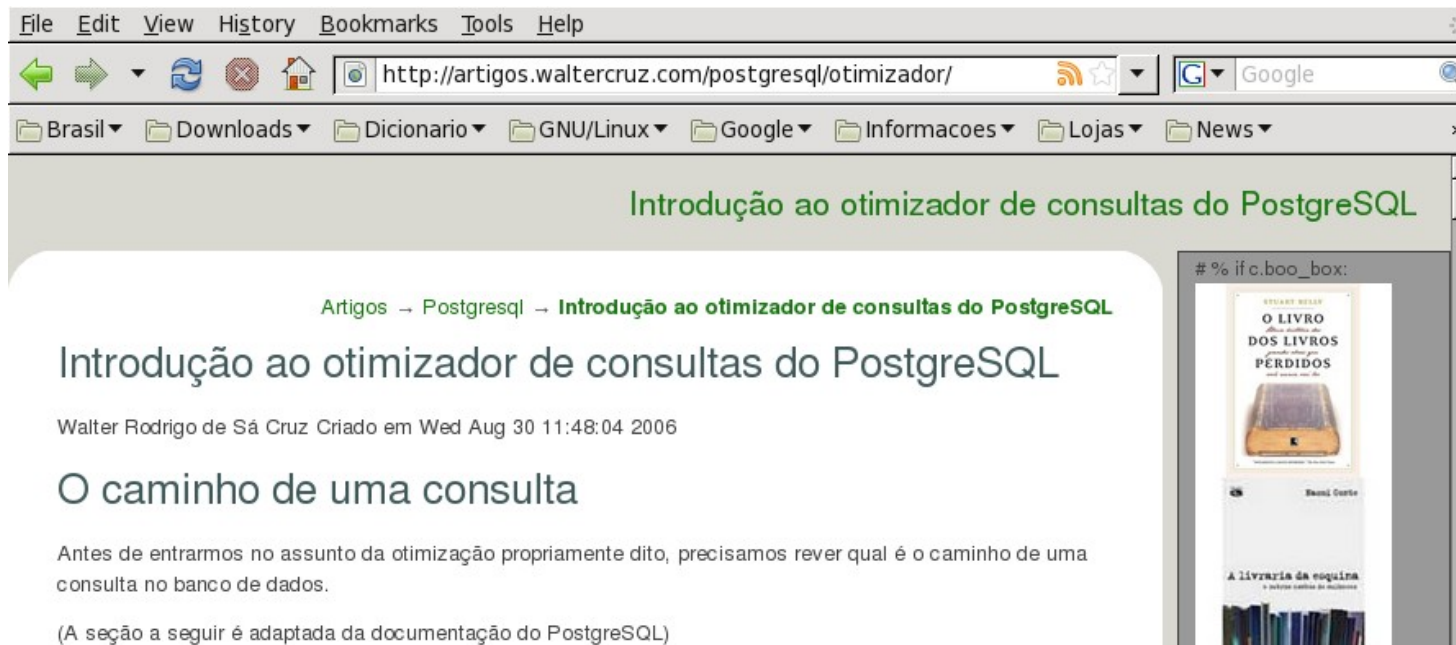 File Edit View History Bookmarks Tools Help
http://artigos.waltercruz.com/postgresql/otimizador/
G Google
Brasil Downloads Dicionario GNU/Linux Google Informacoes Lojas News
Introdução ao otimizador de consultas do PostgreSQL
# % if c.boo_box:
Artigos → Postgresql → Introdução ao otimizador de consultas do PostgreSQL
Introdução ao otimizador de consultas do PostgreSQL
Walter Rodrigo de Sá Cruz Criado em Wed Aug 30 11:48:04 2006
O caminho de uma consulta
Antes de entrarmos no assunto da otimização propriamente dito, precisamos rever qual é o caminho de uma
consulta no banco de dados.
(A seção a seguir é adaptada da documentação do PostgreSQL)
STUART KELLY
O LIVRO
DOS LIVROS
PERDIDOS
A livraria da esquina